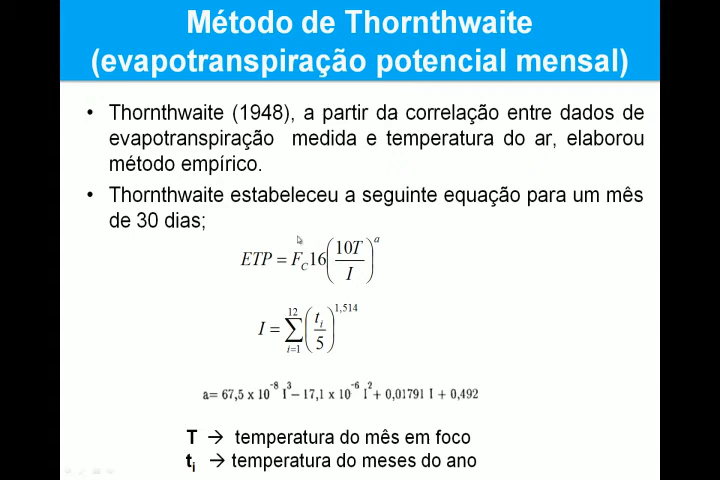 Método de Thornthwaite
(evapotranspiração potencial mensal)
• Thornthwaite (1948), a partir da correlação entre dados de
evapotranspiração medida e temperatura do ar, elaborou
método empírico.
• Thornthwaite estabeleceu a seguinte equação para um mês
de 30 dias;
ETP = F_C 16 (10T / I)^a
I = ∑_{i=1}^{12} (t_i / 5)^{1,514}
a= 67,5 x 10^{-8} I^3 – 17,1 x 10^{-6} I^2 + 0,01791 I + 0,492
T → temperatura do mês em foco
t_i → temperatura do meses do ano